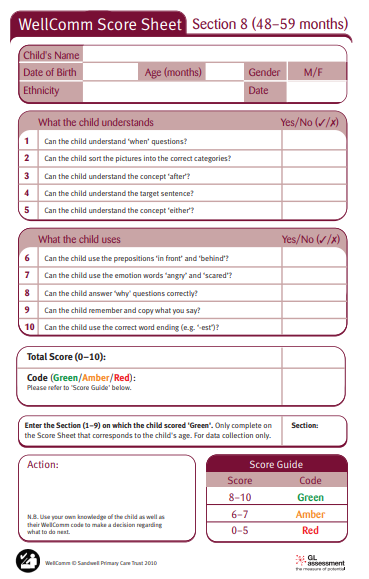 WellComm Score Sheet Section 8 (48–59 months)
Child's Name
Date of Birth Age (months) Gender M/F
Ethnicity Date
What the child understands Yes/No (✓/✗)
1 Can the child understand 'when' questions?
2 Can the child sort the pictures into the correct categories?
3 Can the child understand the concept 'after'?
4 Can the child understand the target sentence?
5 Can the child understand the concept 'either'?
What the child uses Yes/No (✓/✗)
6 Can the child use the prepositions 'in front' and 'behind'?
7 Can the child use the emotion words 'angry' and 'scared'?
8 Can the child answer 'why' questions correctly?
9 Can the child remember and copy what you say?
10 Can the child use the correct word ending (e.g. '-est')?
Total Score (0–10):
Code (Green/Amber/Red):
Please refer to 'Score Guide' below.
Enter the Section (1–9) on which the child scored 'Green'. Only complete on
the Score Sheet that corresponds to the child's age. For data collection only.
Section:
Action:
N.B. Use your own knowledge of the child as well as
their WellComm code to make a decision regarding
what to do next.
Score Guide
Score Code
8–10 Green
6–7 Amber
0–5 Red
WellComm © Sandwell Primary Care Trust 2010
GL
assessment
the measure of potential